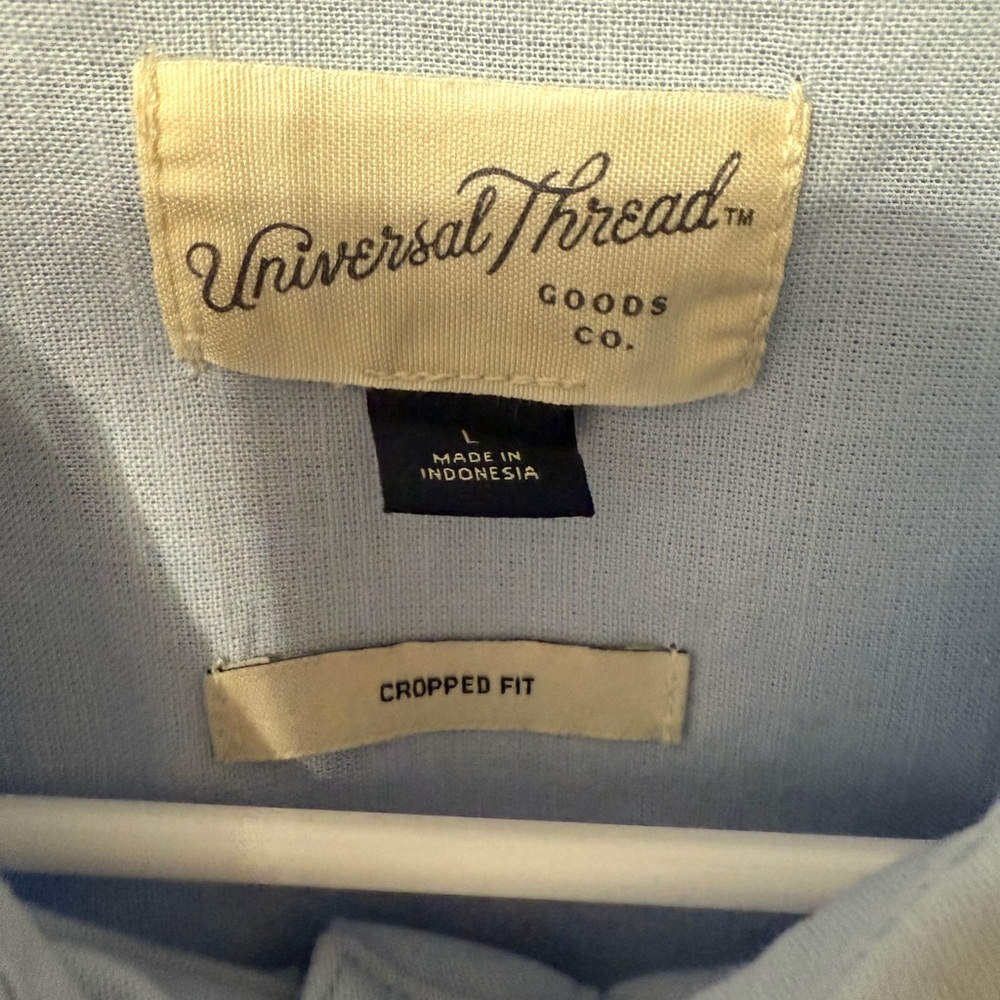 Universal Thread™
GOODS
CO.
L
MADE IN
INDONESIA
CROPPED FIT